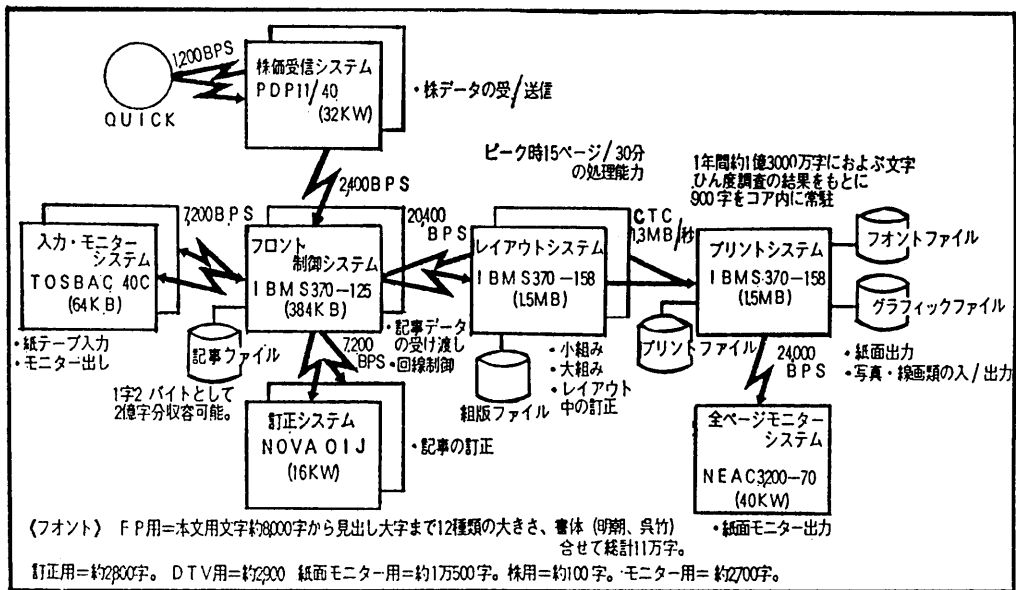 1,200BPS
QUICK
株価受信システム
PDP11/40
(32KW)
・株データの受/送信
2,400BPS
ピーク時15ページ/30分
の処理能力
1年間約1億3000万字におよぶ文字
ひん度調査の結果をもとに
900字をコア内に常駐
7,200BPS
入力・モニター
システム
TOSBAC 40C
(64KB)
・紙テープ入力
・モニター出し
フロント
制御システム
IBMS370-125
(384KB)
20,400
BPS
・記事データ
の受け渡し
・回線制御
記事ファイル
1字2バイトとして
2億字分収容可能。
7,200
BPS
訂正システム
NOVA 01J
(16KW)
・記事の訂正
レイアウトシステム
IBMS370-158
(1.5MB)
組版ファイル
・小組み
・大組み
・レイアウト
中の訂正
CTC
1.3MB/秒
プリントシステム
IBMS370-158
(1.5MB)
プリントファイル
フォントファイル
グラフィックファイル
・紙面出力
・写真・線画類の入/出力
24,000
BPS
全ページモニター
システム
NEAC3200-70
(40KW)
・紙面モニター出力
《フォント》 FP用=本文用文字約8,000字から見出し大字まで12種類の大きさ、書体(明朝、呉竹)
合せて総計11万字。
訂正用=約2,800字。DTV用=約2,900 紙面モニター用=約1万500字。株用=約100字。モニター用=約2,700字。